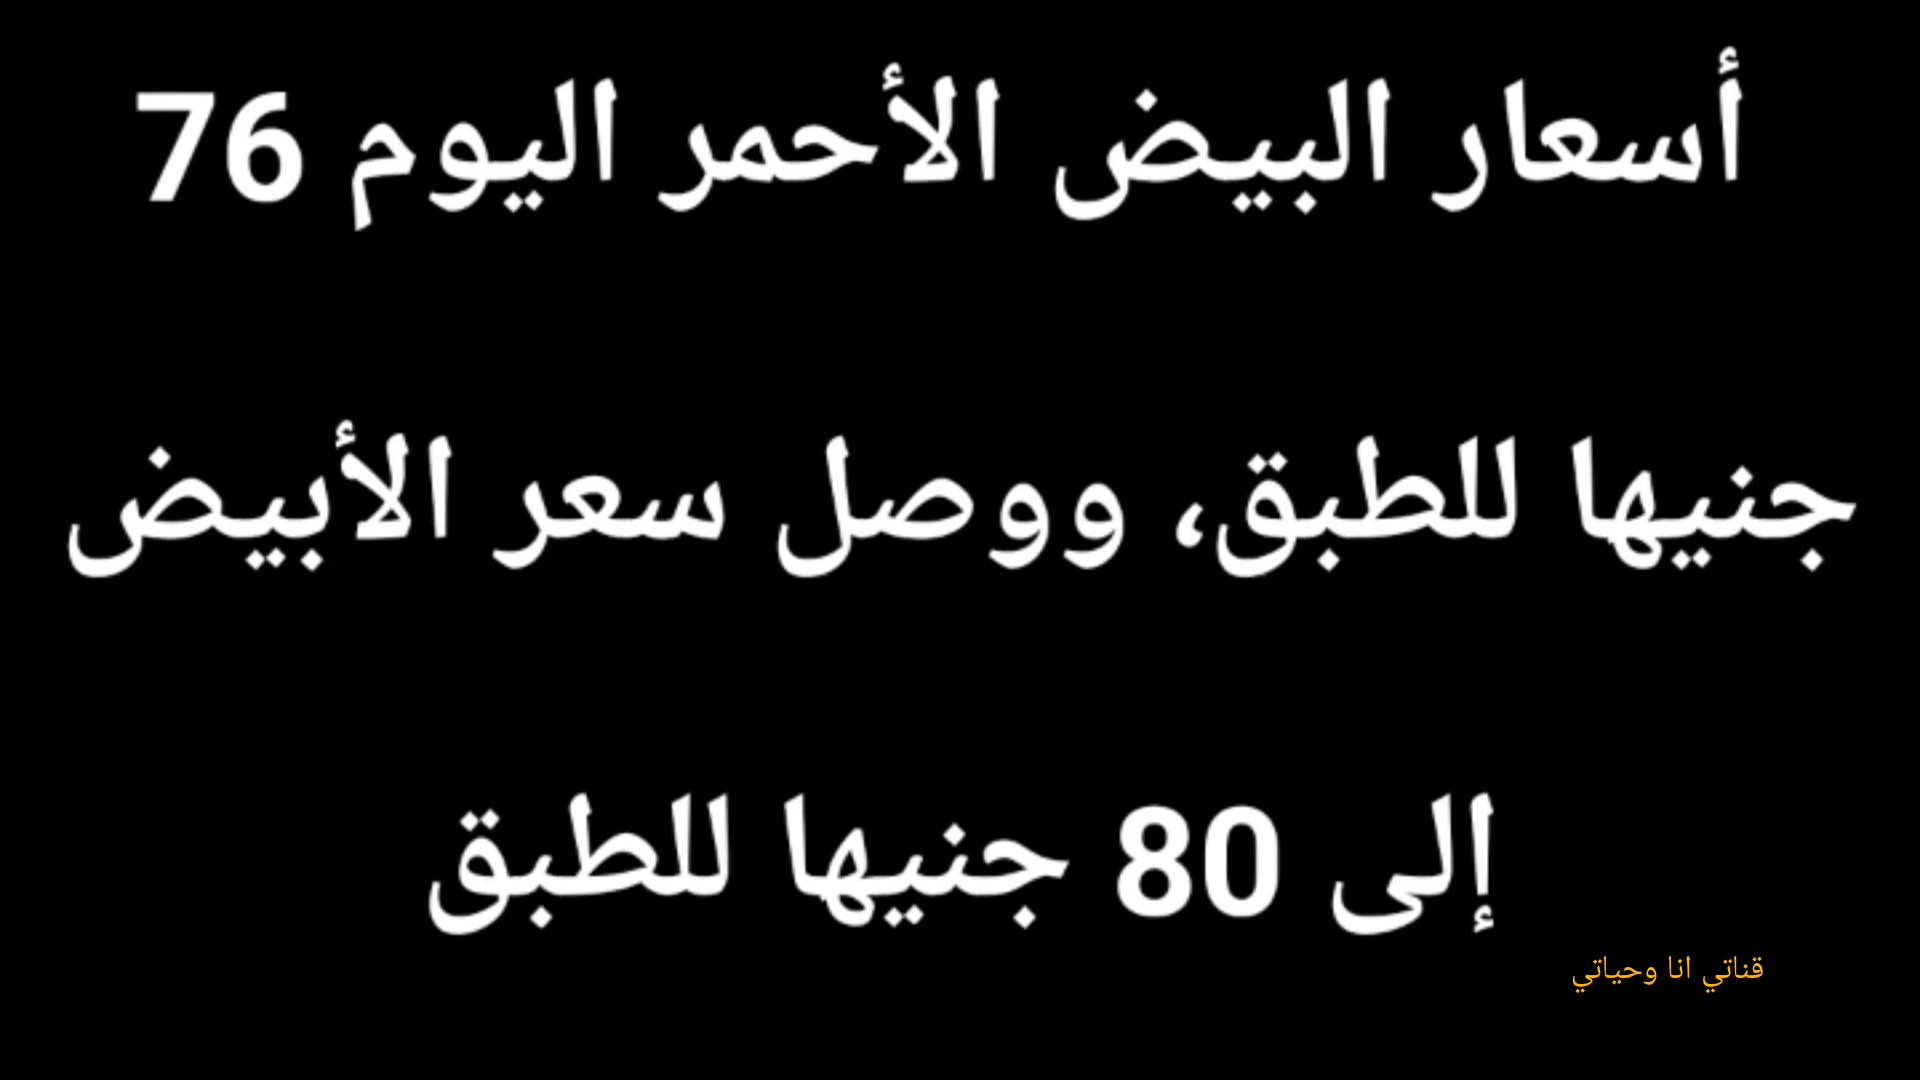 أسعار البيض الأحمر اليوم 76
جنيها للطبق، ووصل سعر الأبيض
إلى 80 جنيها للطبق
قناتي انا وحياتي